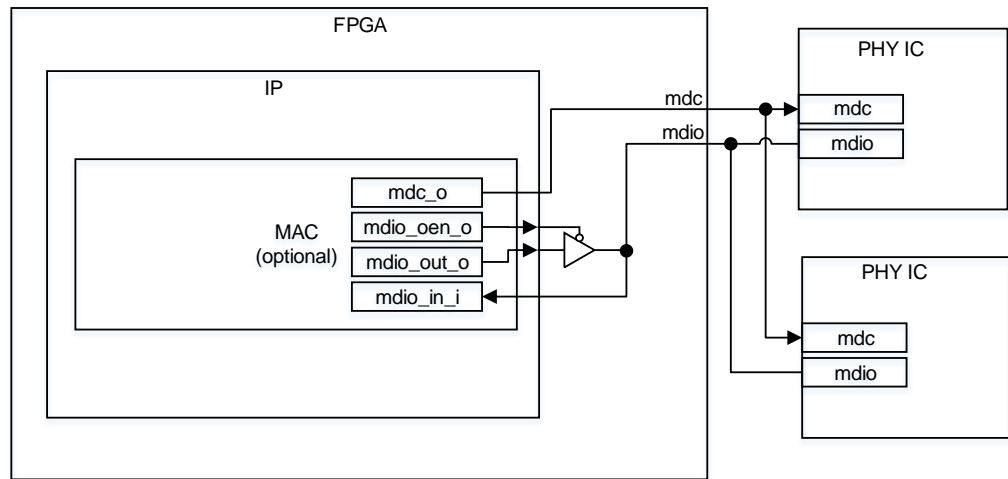 FPGA
IP
MAC
(optional)
mdc_o
mdio_oen_o
mdio_out_o
mdio_in_i
mdc
mdio
PHY IC
mdc
mdio
PHY IC
mdc
mdio